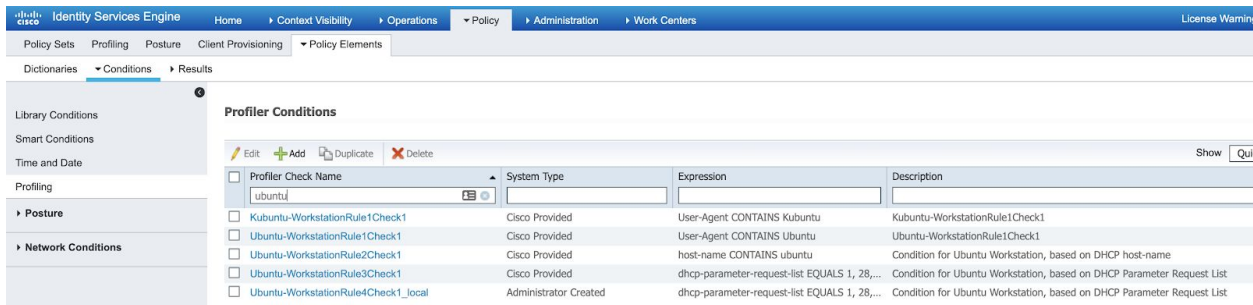 cisco Identity Services Engine Home Context Visibility Operations Policy Administration Work Centers License Warning
Policy Sets Profiling Posture Client Provisioning Policy Elements
Dictionaries Conditions Results
Library Conditions
Smart Conditions
Time and Date
Profiling
Posture
Network Conditions
Profiler Conditions
Edit Add Duplicate Delete Show Qui
Profiler Check Name System Type Expression Description
ubuntu
Kubuntu-WorkstationRule1Check1 Cisco Provided User-Agent CONTAINS Kubuntu Kubuntu-WorkstationRule1Check1
Ubuntu-WorkstationRule1Check1 Cisco Provided User-Agent CONTAINS Ubuntu Ubuntu-WorkstationRule1Check1
Ubuntu-WorkstationRule2Check1 Cisco Provided host-name CONTAINS ubuntu Condition for Ubuntu Workstation, based on DHCP host-name
Ubuntu-WorkstationRule3Check1 Cisco Provided dhcp-parameter-request-list EQUALS 1, 28,... Condition for Ubuntu Workstation, based on DHCP Parameter Request List
Ubuntu-WorkstationRule4Check1_local Administrator Created dhcp-parameter-request-list EQUALS 1, 28,... Condition for Ubuntu Workstation, based on DHCP Parameter Request List